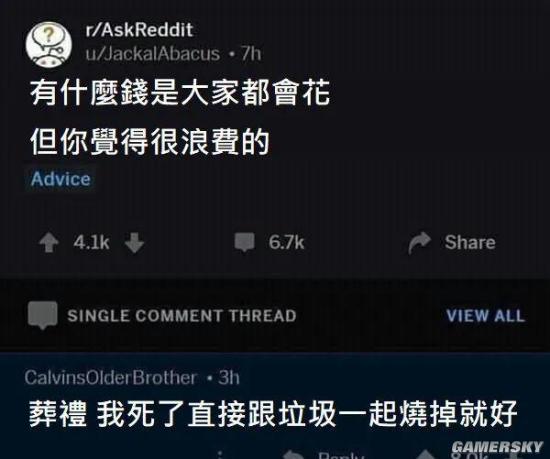 r/AskReddit
u/JackalAbacus • 7h
有什麼錢是大家都會花
但你覺得很浪費的
Advice
4.1k
6.7k
Share
SINGLE COMMENT THREAD
VIEW ALL
CalvinsOlderBrother • 3h
葬禮 我死了直接跟垃圾一起燒掉就好
GAMERSKY